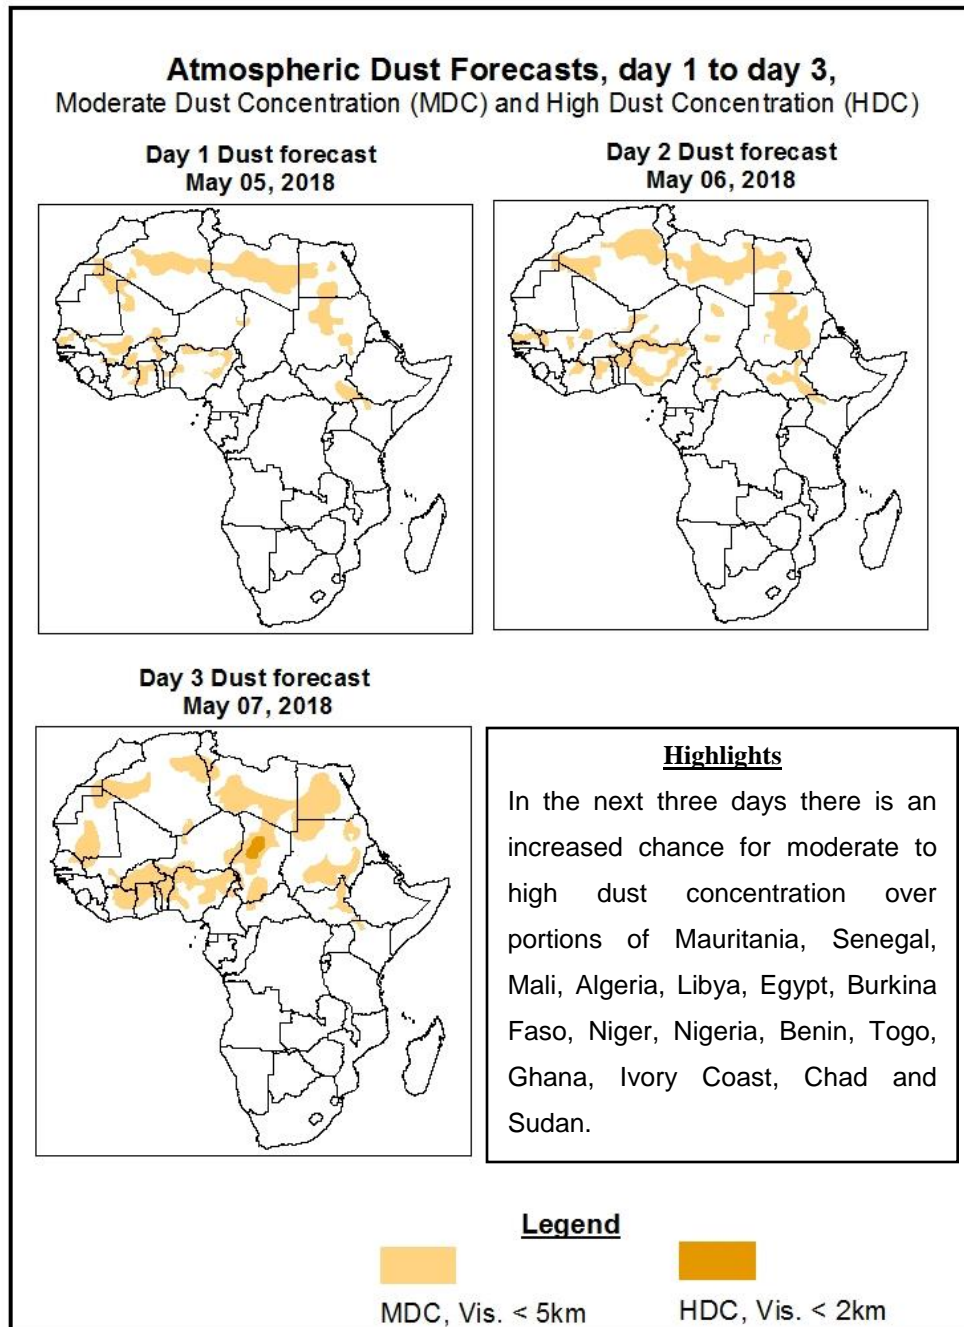 Atmospheric Dust Forecasts, day 1 to day 3,
Moderate Dust Concentration (MDC) and High Dust Concentration (HDC)
Day 1 Dust forecast
May 05, 2018
Day 2 Dust forecast
May 06, 2018
Day 3 Dust forecast
May 07, 2018
Highlights
In the next three days there is an
increased chance for moderate to
high dust concentration over
portions of Mauritania, Senegal,
Mali, Algeria, Libya, Egypt, Burkina
Faso, Niger, Nigeria, Benin, Togo,
Ghana, Ivory Coast, Chad and
Sudan.
Legend
MDC, Vis. < 5km
HDC, Vis. < 2km